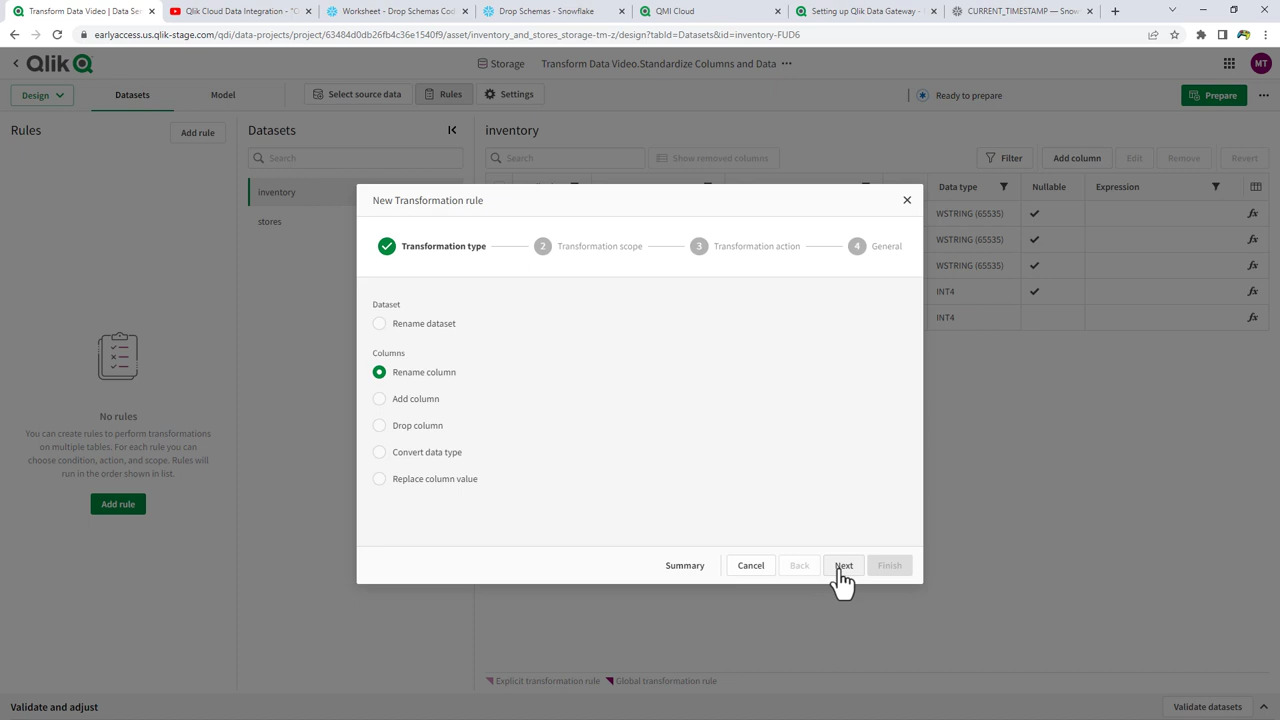 Transform Data Video | Data Ser
Qlik Cloud Data Integration - "C
Worksheet - Drop Schemas Cod
Drop Schemas - Snowflake
QMI Cloud
Setting up Qlik Data Gateway -
CURRENT_TIMESTAMP — Snow
earlyaccess.us.qlik-stage.com/qdi/data-projects/project/63484d0db26fb4c36e1540f9/asset/inventory_and_stores_storage-tm-z/design?tabId=Datasets&id=inventory-FUD6
Qlik
Storage
Transform Data Video.Standardize Columns and Data
MT
Design
Datasets
Model
Select source data
Rules
Settings
Ready to prepare
Prepare
Rules
Add rule
Datasets
inventory
Search
Search
Show removed columns
Filter
Add column
Edit
Remove
Revert
inventory
stores
Data type
Nullable
Expression
WSTRING (65535)
WSTRING (65535)
WSTRING (65535)
INT4
INT4
fx
fx
fx
fx
fx
New Transformation rule
Transformation type
2 Transformation scope
3 Transformation action
4 General
Dataset
Rename dataset
Columns
Rename column
Add column
Drop column
Convert data type
Replace column value
Summary
Cancel
Back
Next
Finish
No rules
You can create rules to perform transformations
on multiple tables. For each rule you can
choose condition, action, and scope. Rules will
run in the order shown in list.
Add rule
Explicit transformation rule
Global transformation rule
Validate and adjust
Validate datasets